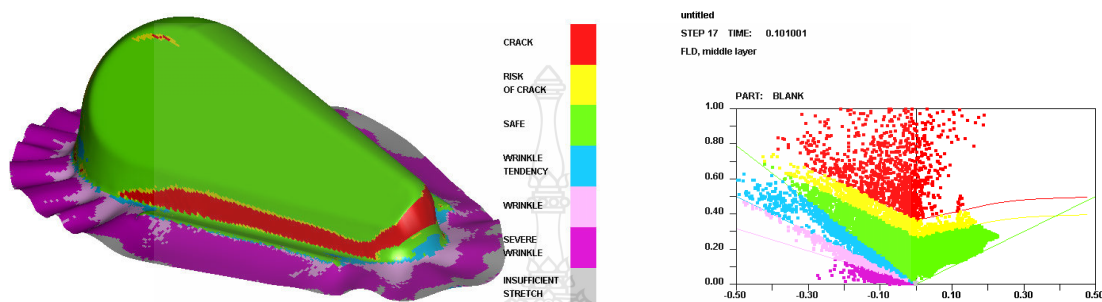 CRACK
RISK
OF CRACK
SAFE
WRINKLE
TENDENCY
WRINKLE
SEVERE
WRINKLE
INSUFFICIENT
STRETCH
untitled
STEP 17 TIME: 0.101001
FLD, middle layer
PART: BLANK
1.00
0.80
0.60
0.40
0.20
0.00
-0.50
-0.30
-0.10
0.10
0.30
0.50